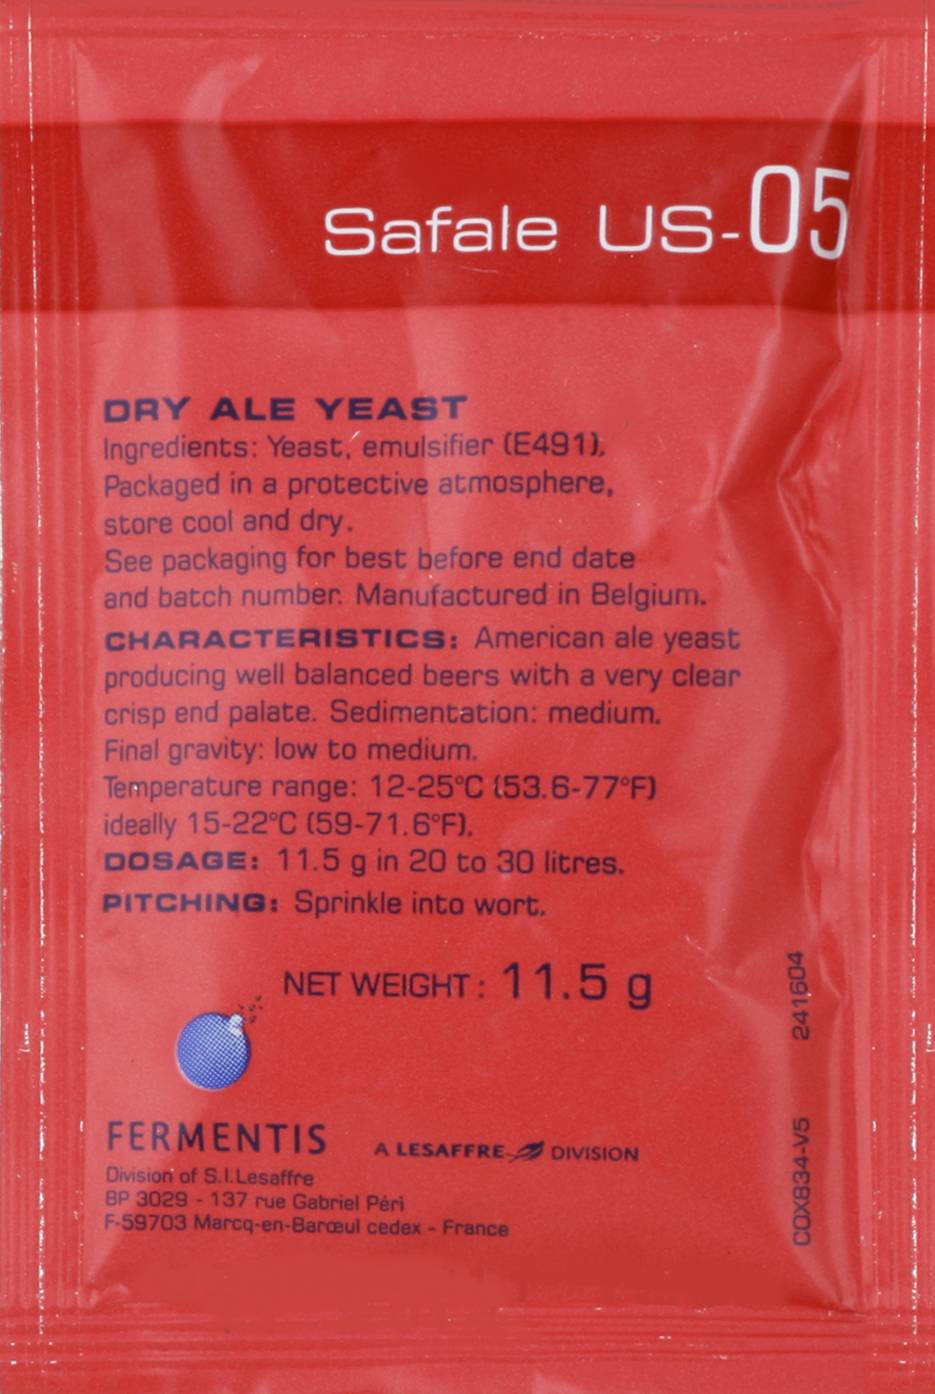 Safale US-05
DRY ALE YEAST
Ingredients: Yeast, emulsifier (E491).
Packaged in a protective atmosphere,
store cool and dry.
See packaging for best before end date
and batch number. Manufactured in Belgium.
CHARACTERISTICS: American ale yeast
producing well balanced beers with a very clear
crisp end palate. Sedimentation: medium.
Final gravity: low to medium.
Temperature range: 12-25°C (53.6-77°F)
ideally 15-22°C (59-71.6°F).
DOSAGE: 11.5 g in 20 to 30 litres.
PITCHING: Sprinkle into wort.
NET WEIGHT: 11.5 g
FERMENTIS
A LESAFFRE DIVISION
Division of S.I.Lesaffre
BP 3029 - 137 rue Gabriel Péri
F-59703 Marcq-en-Barœul cedex - France
COX834-V5 241604